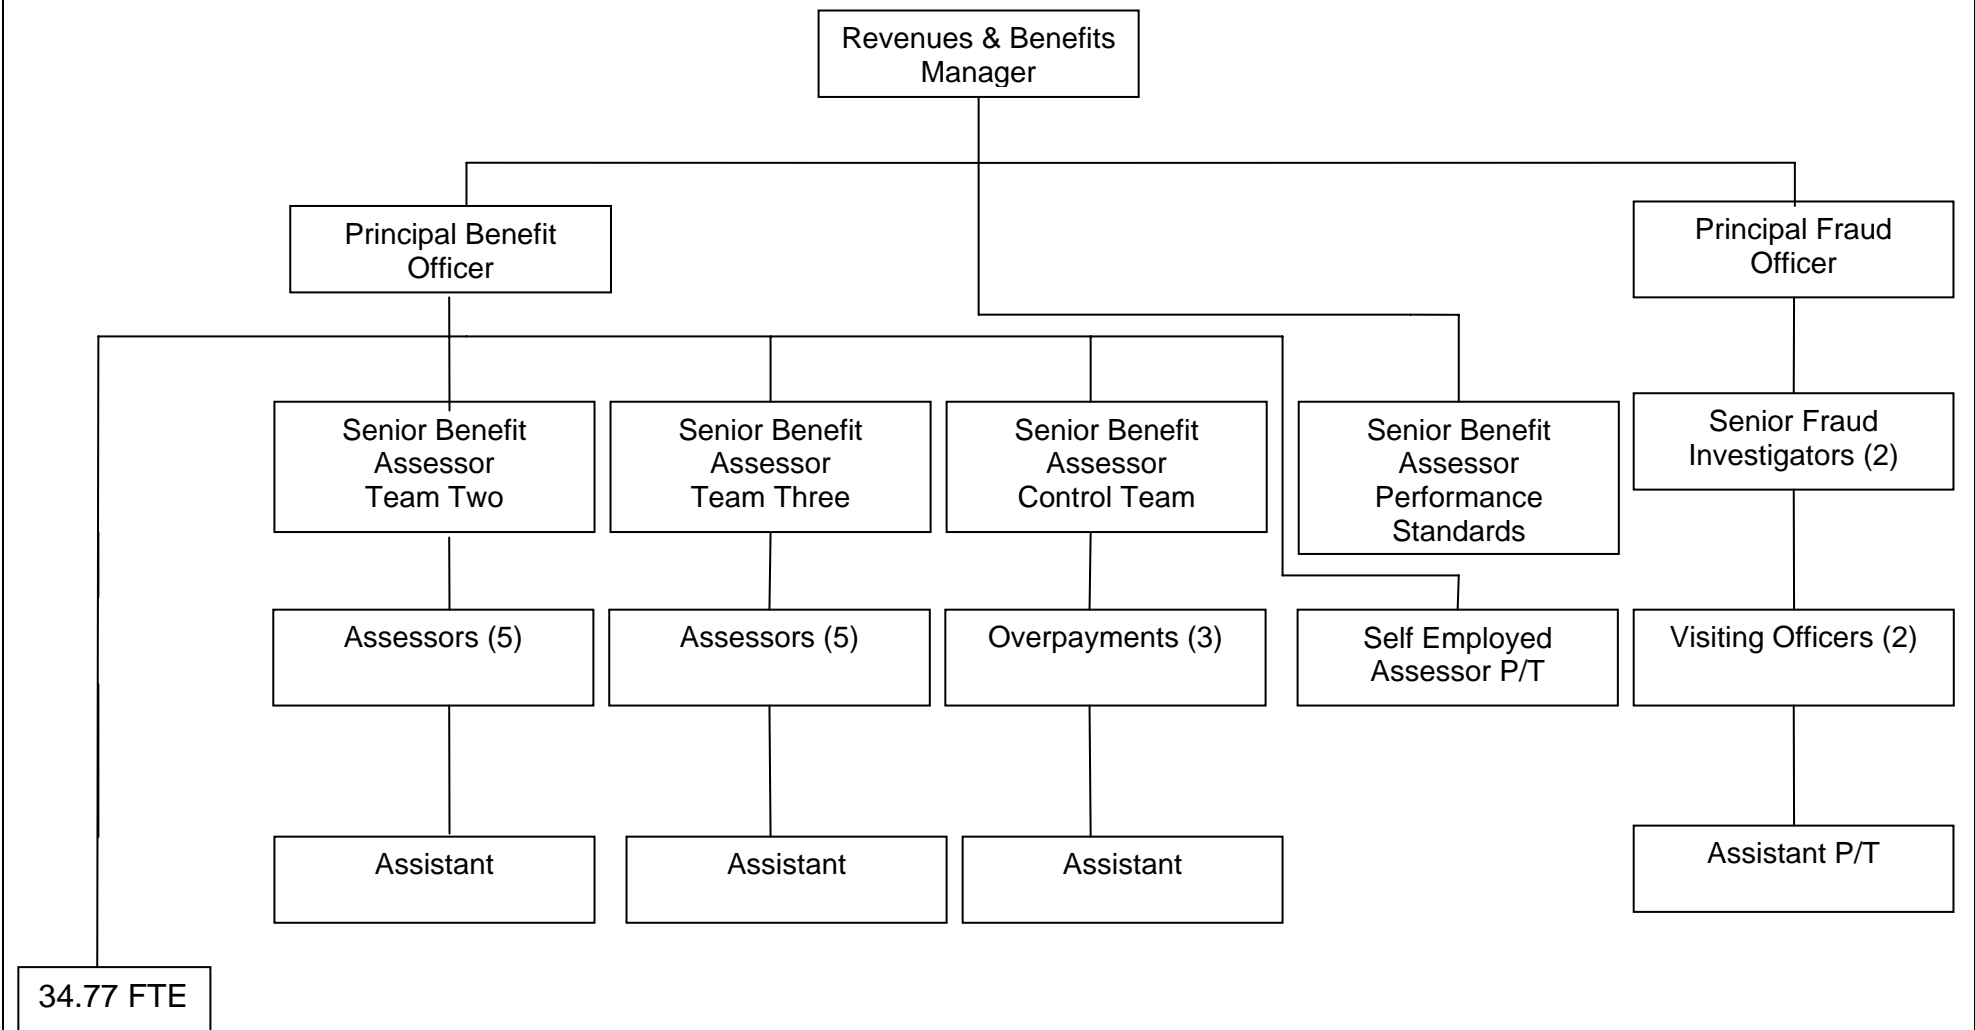 Revenues & Benefits
Manager
Principal Benefit
Officer
Principal Fraud
Officer
Senior Benefit
Assessor
Team Two
Senior Benefit
Assessor
Team Three
Senior Benefit
Assessor
Control Team
Senior Benefit
Assessor
Performance
Standards
Senior Fraud
Investigators (2)
Assessors (5)
Assessors (5)
Overpayments (3)
Self Employed
Assessor P/T
Visiting Officers (2)
Assistant
Assistant
Assistant
Assistant P/T
34.77 FTE